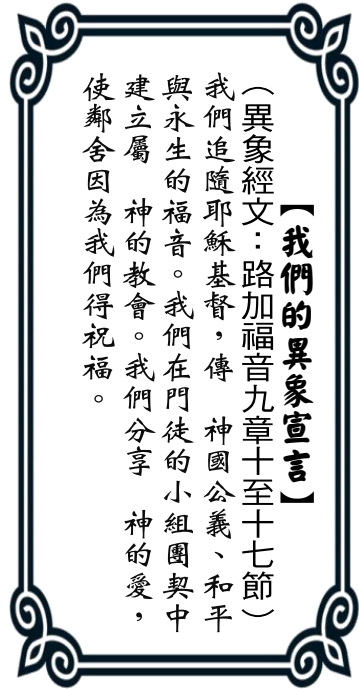 【我們的異象宣言】
（異象經文：路加福音九章十至十七節）
我們追隨耶穌基督，傳　神國公義、和平
與永生的福音。我們在門徒的小組團契中
建立屬　神的教會。我們分享　神的愛，
使鄰舍因為我們得祝福。